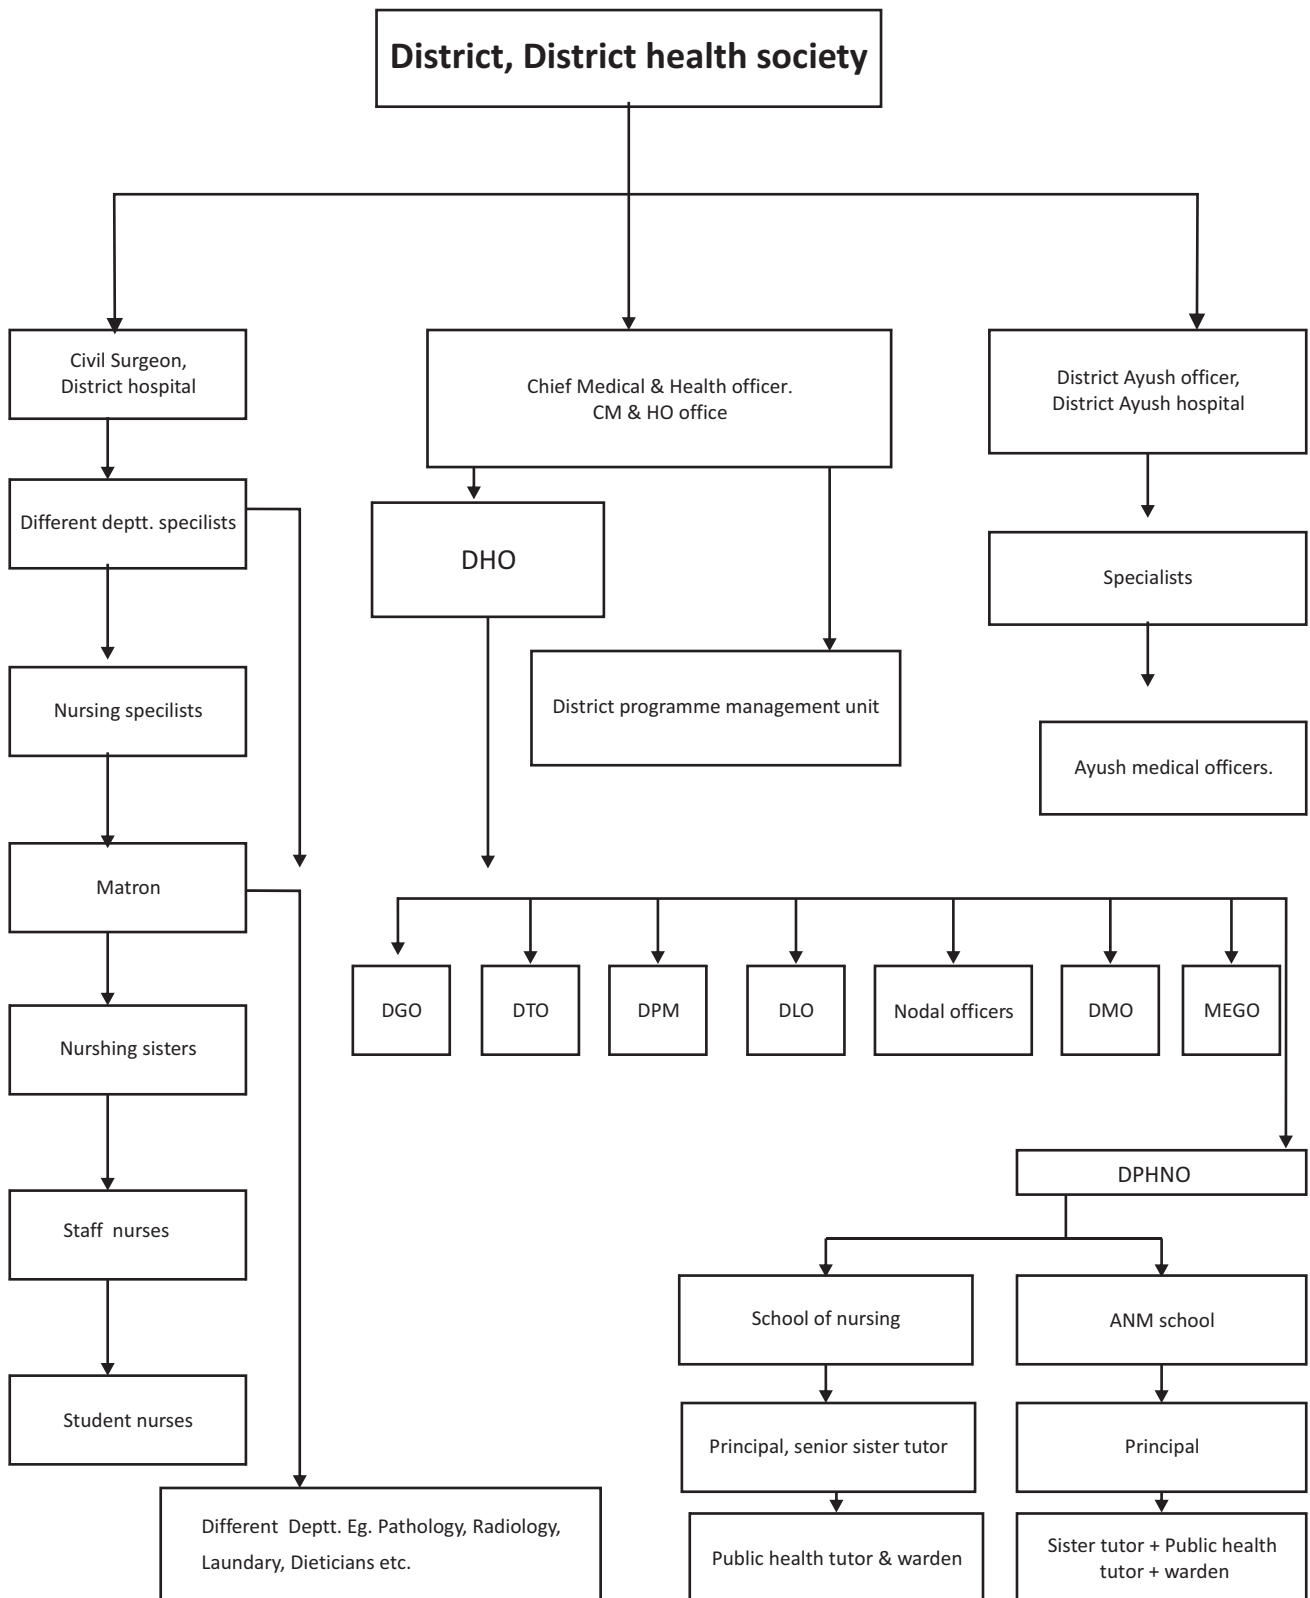 District, District health society
Civil Surgeon,
District hospital
Chief Medical & Health officer.
CM & HO office
District Ayush officer,
District Ayush hospital
Different deptt. specilists
DHO
Specialists
Nursing specilists
District programme management unit
Ayush medical officers.
Matron
DGO
DTO
DPM
DLO
Nodal officers
DMO
MEGO
Nurshing sisters
DPHNO
Staff nurses
School of nursing
ANM school
Student nurses
Principal, senior sister tutor
Principal
Different Deptt. Eg. Pathology, Radiology,
Laundary, Dieticians etc.
Public health tutor & warden
Sister tutor + Public health
tutor + warden